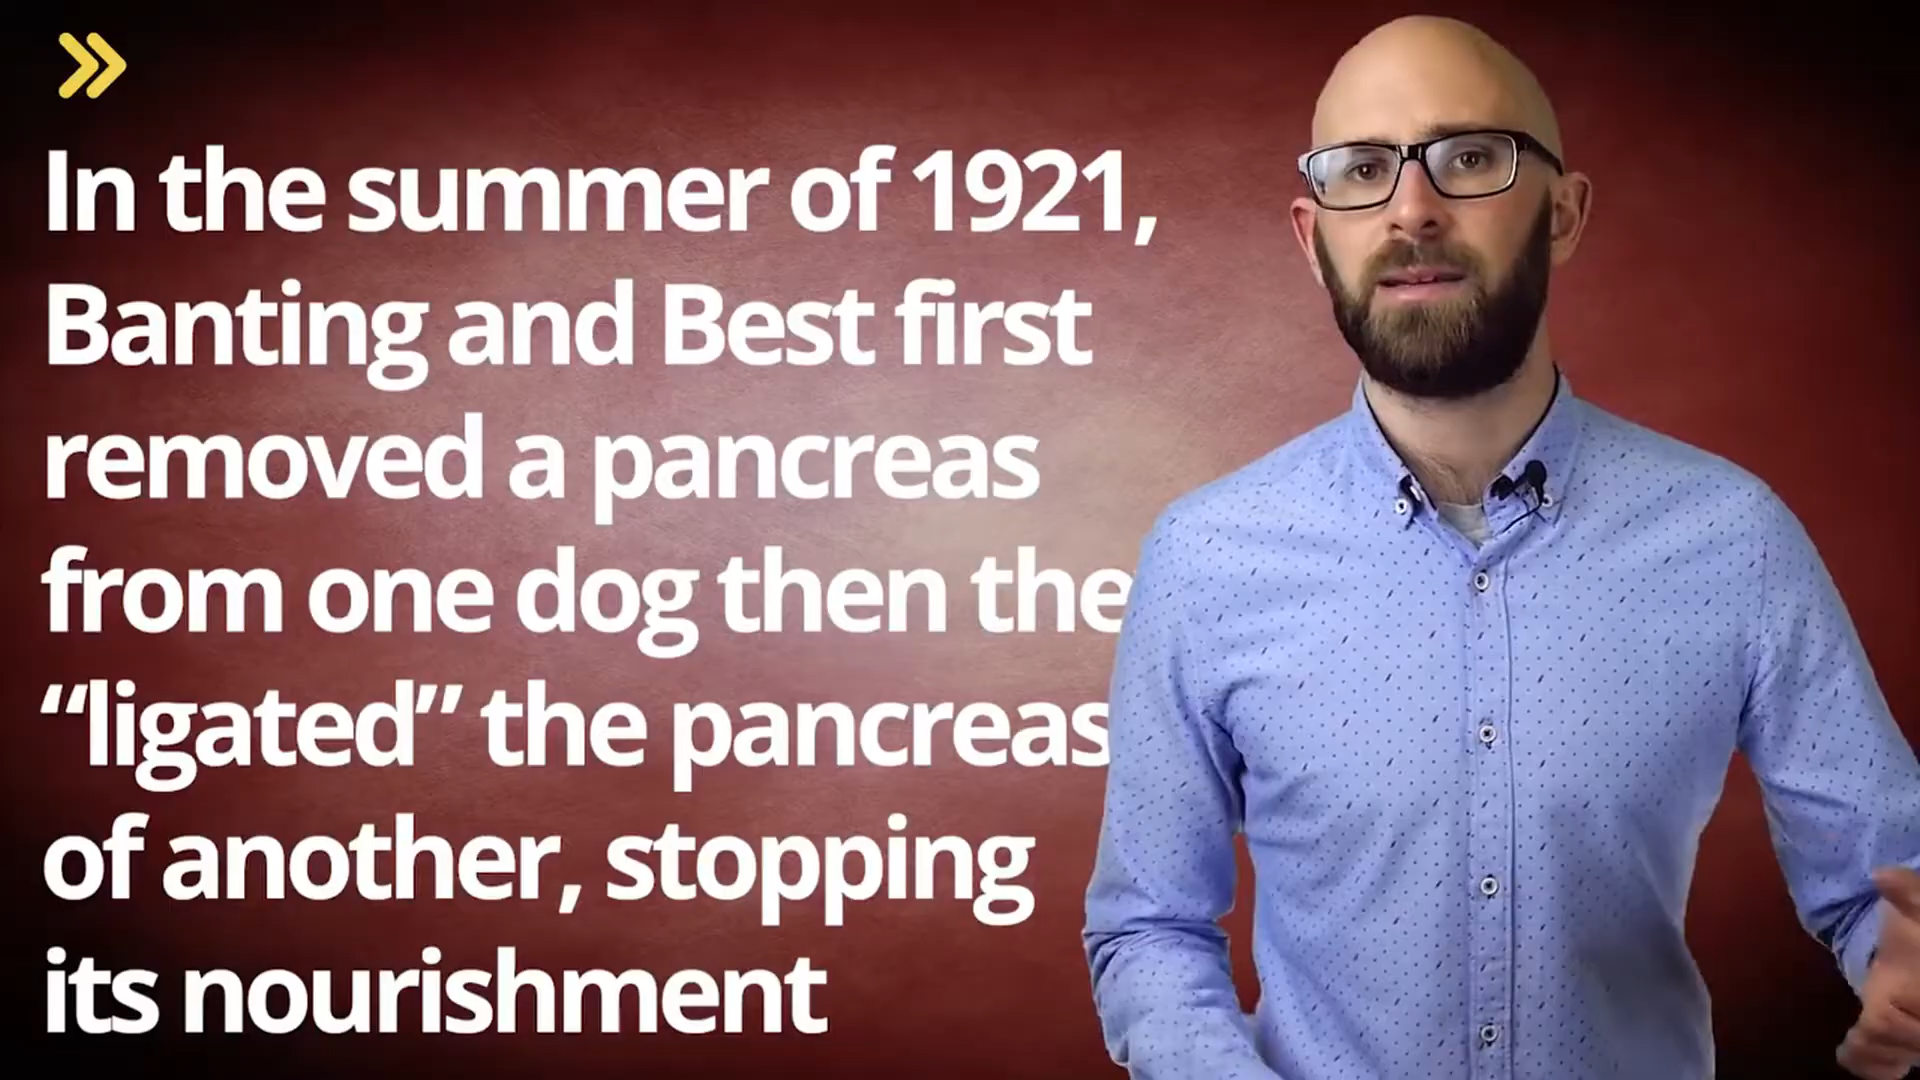 In the summer of 1921,
Banting and Best first
removed a pancreas
from one dog then the
“ligated” the pancreas
of another, stopping
its nourishment